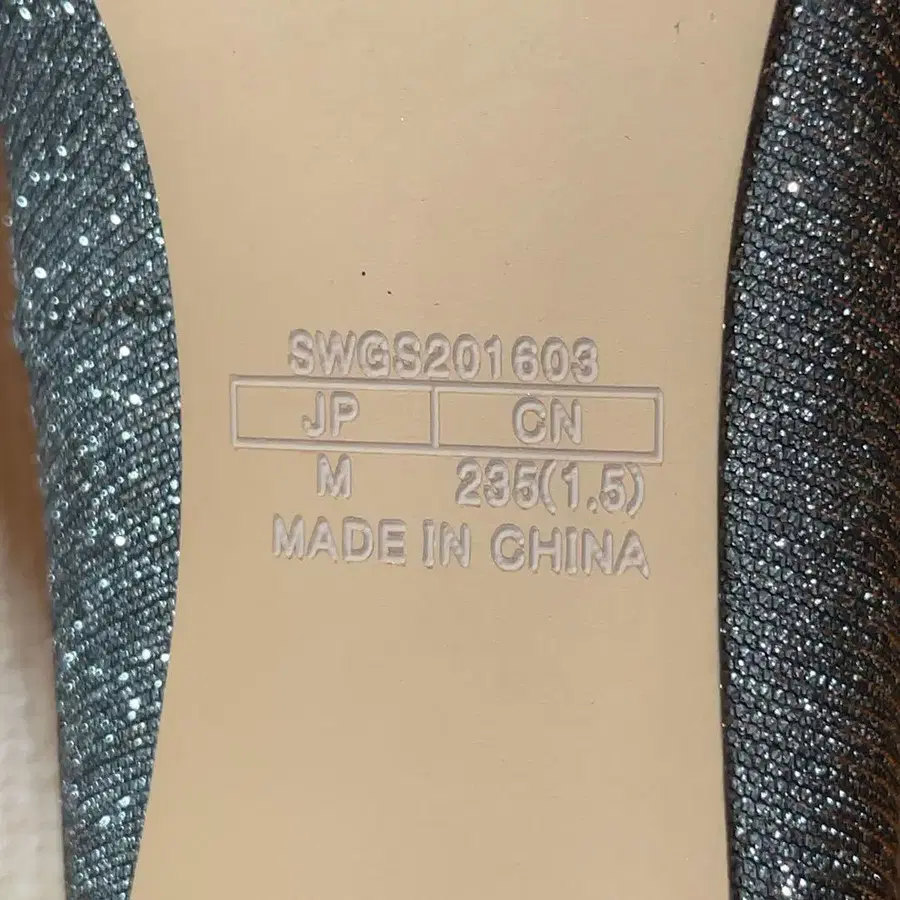 SWGS201603
JP CN
M 235(1.5)
MADE IN CHINA